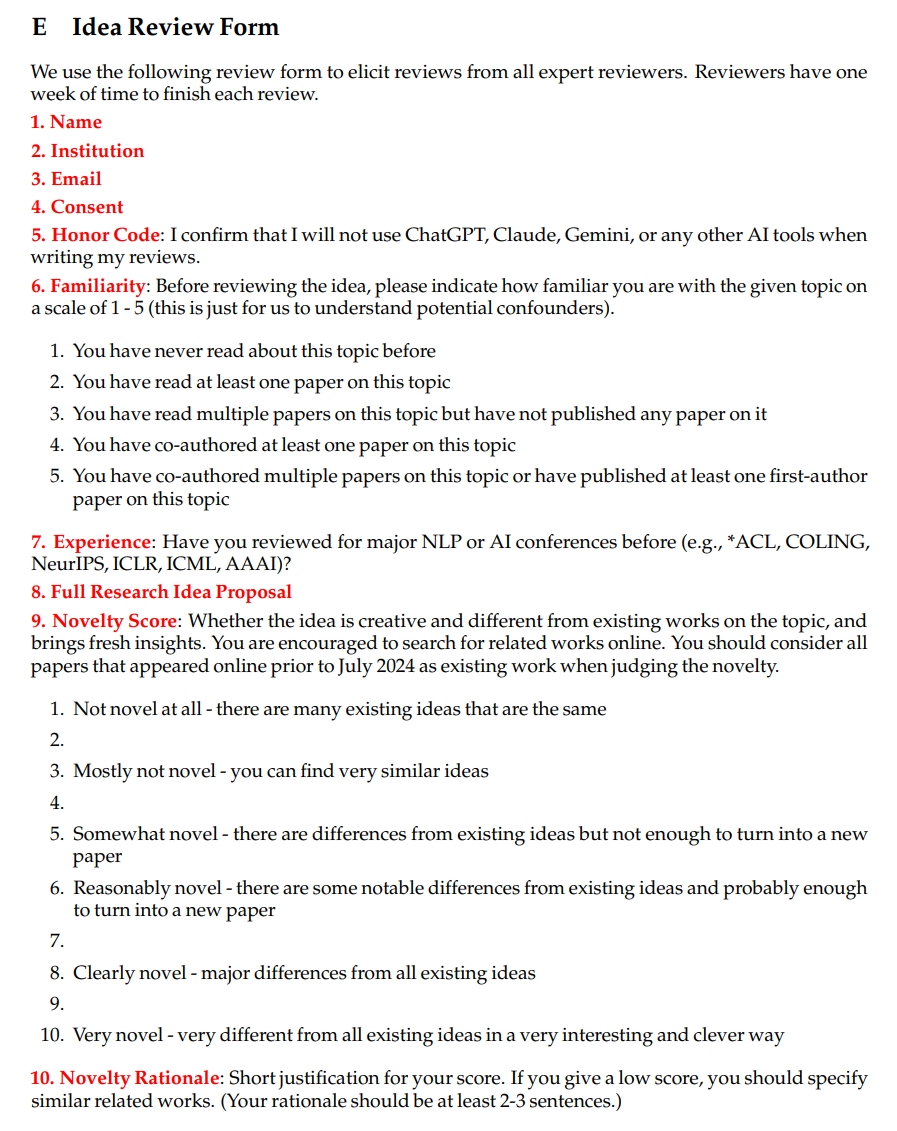 E Idea Review Form
We use the following review form to elicit reviews from all expert reviewers. Reviewers have one
week of time to finish each review.
1. Name
2. Institution
3. Email
4. Consent
5. Honor Code: I confirm that I will not use ChatGPT, Claude, Gemini, or any other AI tools when
writing my reviews.
6. Familiarity: Before reviewing the idea, please indicate how familiar you are with the given topic on
a scale of 1 - 5 (this is just for us to understand potential confounders).
1. You have never read about this topic before
2. You have read at least one paper on this topic
3. You have read multiple papers on this topic but have not published any paper on it
4. You have co-authored at least one paper on this topic
5. You have co-authored multiple papers on this topic or have published at least one first-author
paper on this topic
7. Experience: Have you reviewed for major NLP or AI conferences before (e.g., *ACL, COLING,
NeurIPS, ICLR, ICML, AAAI)?
8. Full Research Idea Proposal
9. Novelty Score: Whether the idea is creative and different from existing works on the topic, and
brings fresh insights. You are encouraged to search for related works online. You should consider all
papers that appeared online prior to July 2024 as existing work when judging the novelty.
1. Not novel at all - there are many existing ideas that are the same
2.
3. Mostly not novel - you can find very similar ideas
4.
5. Somewhat novel - there are differences from existing ideas but not enough to turn into a new
paper
6. Reasonably novel - there are some notable differences from existing ideas and probably enough
to turn into a new paper
7.
8. Clearly novel - major differences from all existing ideas
9.
10. Very novel - very different from all existing ideas in a very interesting and clever way
10. Novelty Rationale: Short justification for your score. If you give a low score, you should specify
similar related works. (Your rationale should be at least 2-3 sentences.)